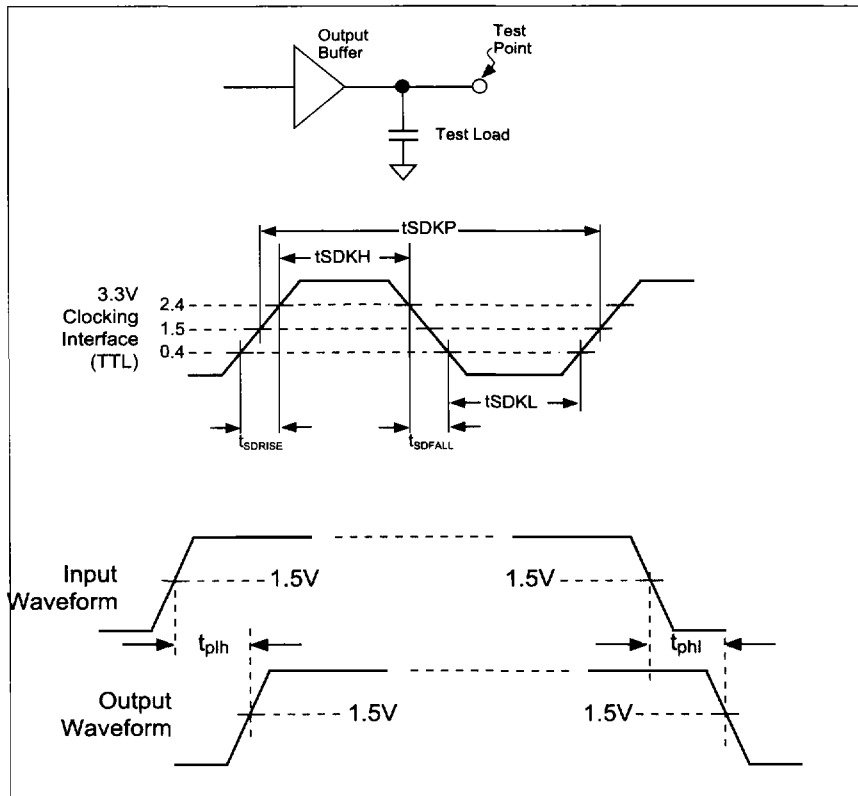 Output
Buffer
Test
Point
Test Load
tSDKP
tSDKH
3.3V
Clocking
Interface
(TTL)
2.4
1.5
0.4
tSDKL
tSDRISE
tSDFALL
Input
Waveform
1.5V
1.5V
tplh
tphl
Output
Waveform
1.5V
1.5V